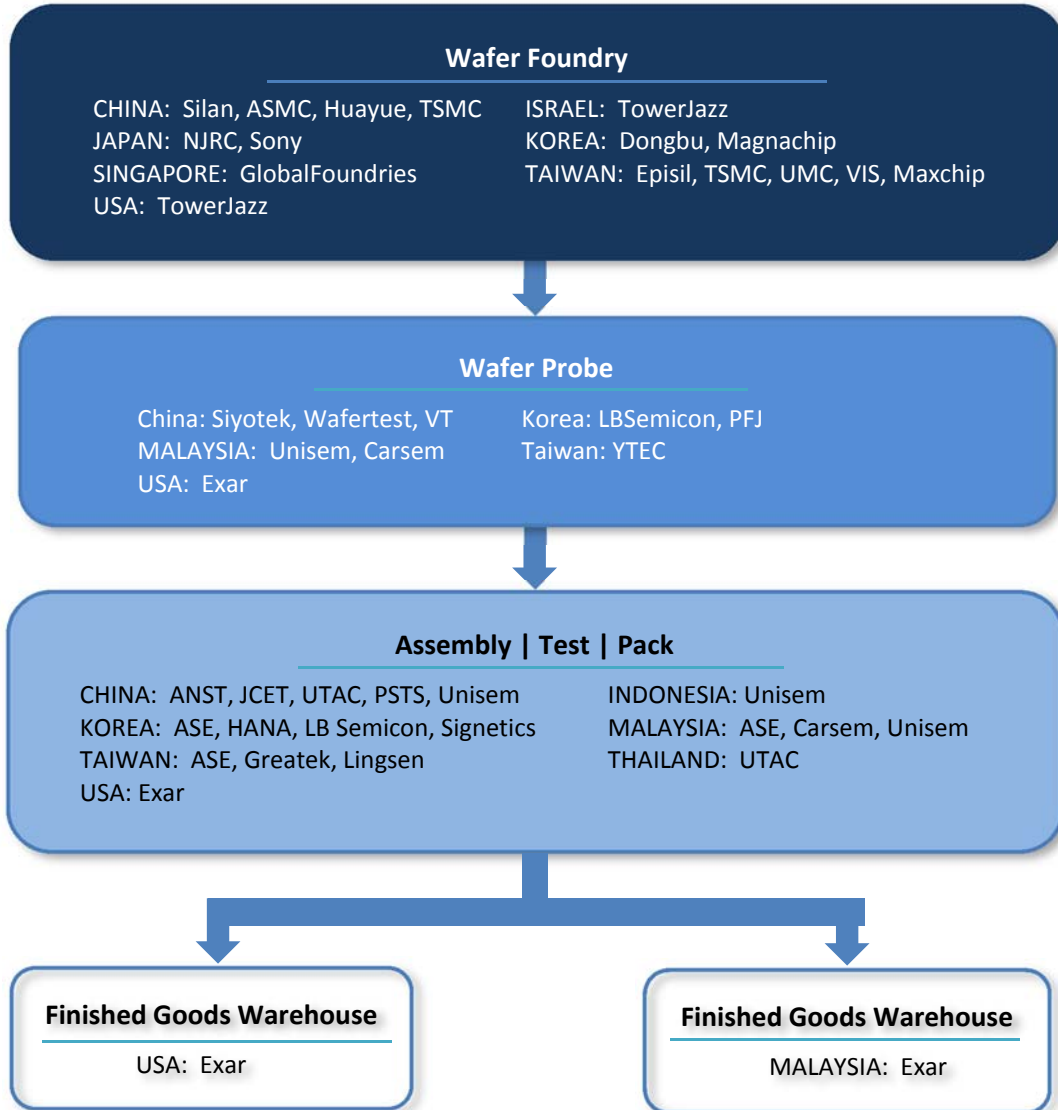 Wafer Foundry
CHINA: Silan, ASMC, Huayue, TSMC
JAPAN: NJRC, Sony
SINGAPORE: GlobalFoundries
USA: TowerJazz
ISRAEL: TowerJazz
KOREA: Dongbu, Magnachip
TAIWAN: Episil, TSMC, UMC, VIS, Maxchip
Wafer Probe
China: Siyotek, Wafertest, VT
MALAYSIA: Unisem, Carsem
USA: Exar
Korea: LBSemicon, PFJ
Taiwan: YTEC
Assembly | Test | Pack
CHINA: ANST, JCET, UTAC, PSTS, Unisem
KOREA: ASE, HANA, LB Semicon, Signetics
TAIWAN: ASE, Greatek, Lingsen
USA: Exar
INDONESIA: Unisem
MALAYSIA: ASE, Carsem, Unisem
THAILAND: UTAC
Finished Goods Warehouse
USA: Exar
Finished Goods Warehouse
MALAYSIA: Exar